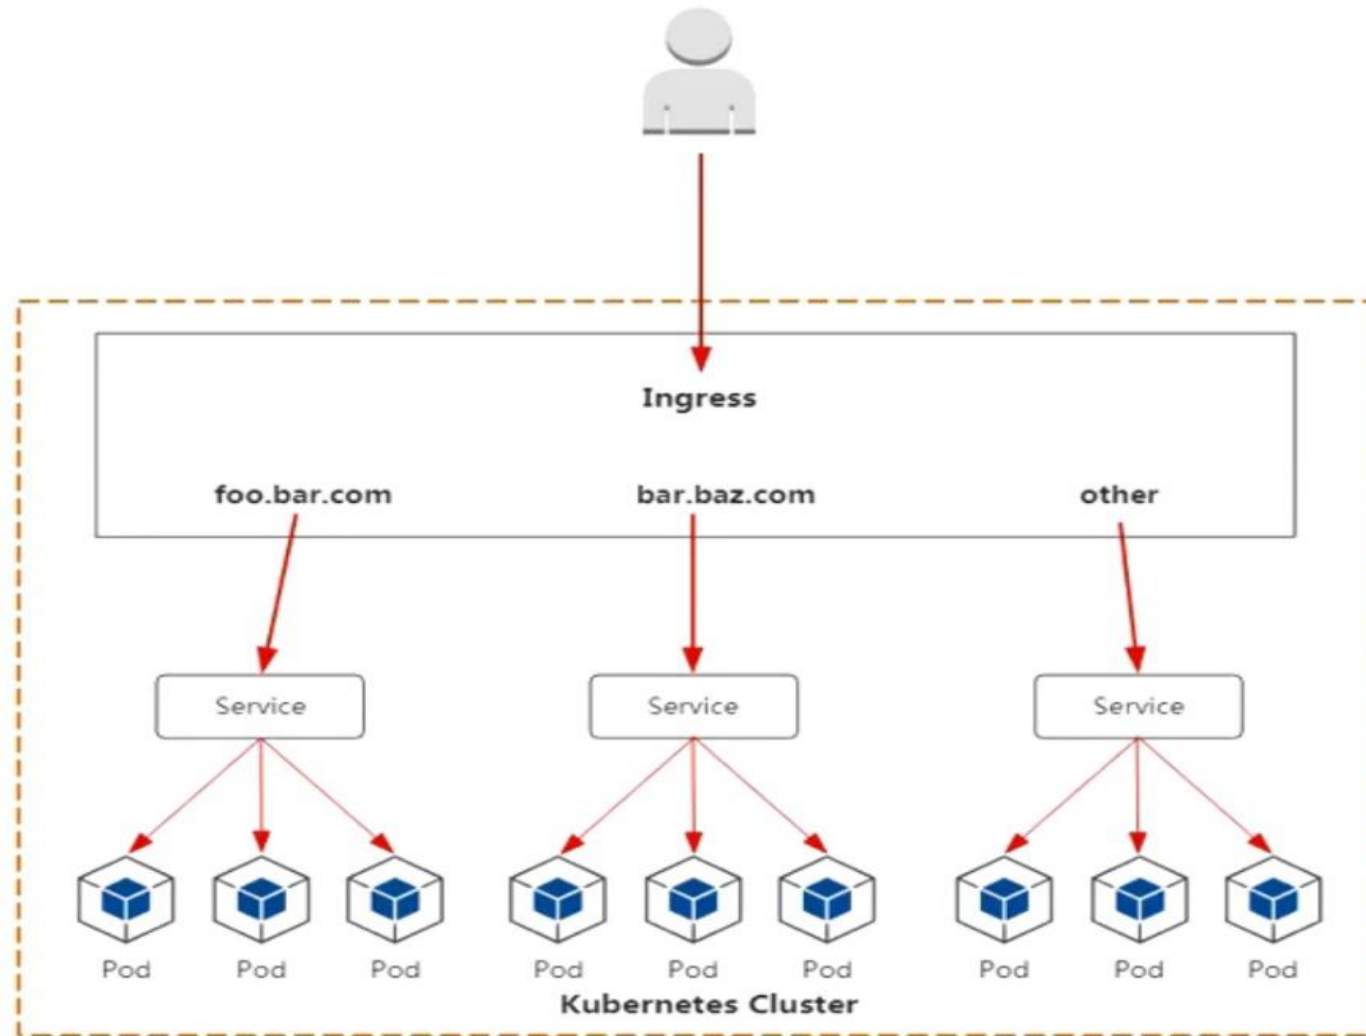 Ingress
foo.bar.com
bar.baz.com
other
Service
Service
Service
Pod
Pod
Pod
Pod
Pod
Pod
Pod
Pod
Pod
Kubernetes Cluster